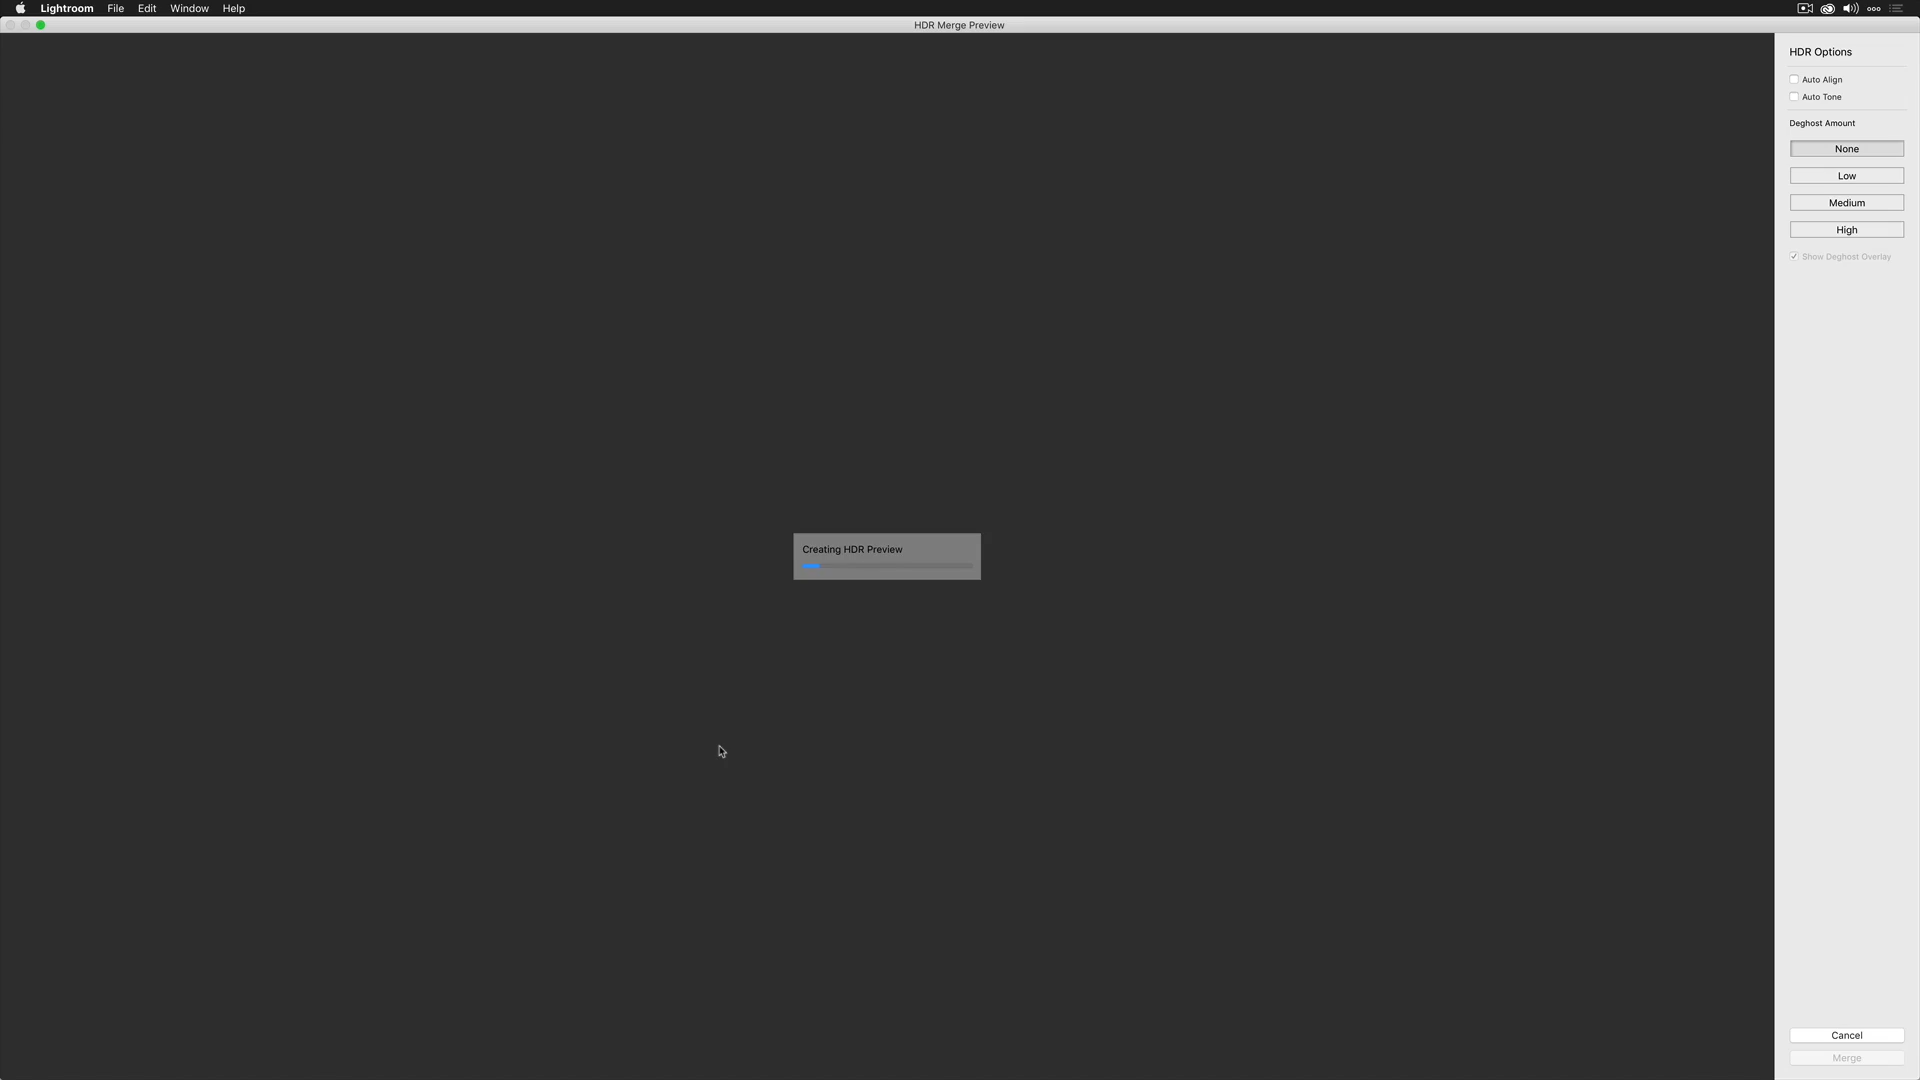 Lightroom File Edit Window Help
HDR Merge Preview
HDR Options
Auto Align
Auto Tone
Deghost Amount
None
Low
Medium
High
Show Deghost Overlay
Creating HDR Preview
Cancel
Merge